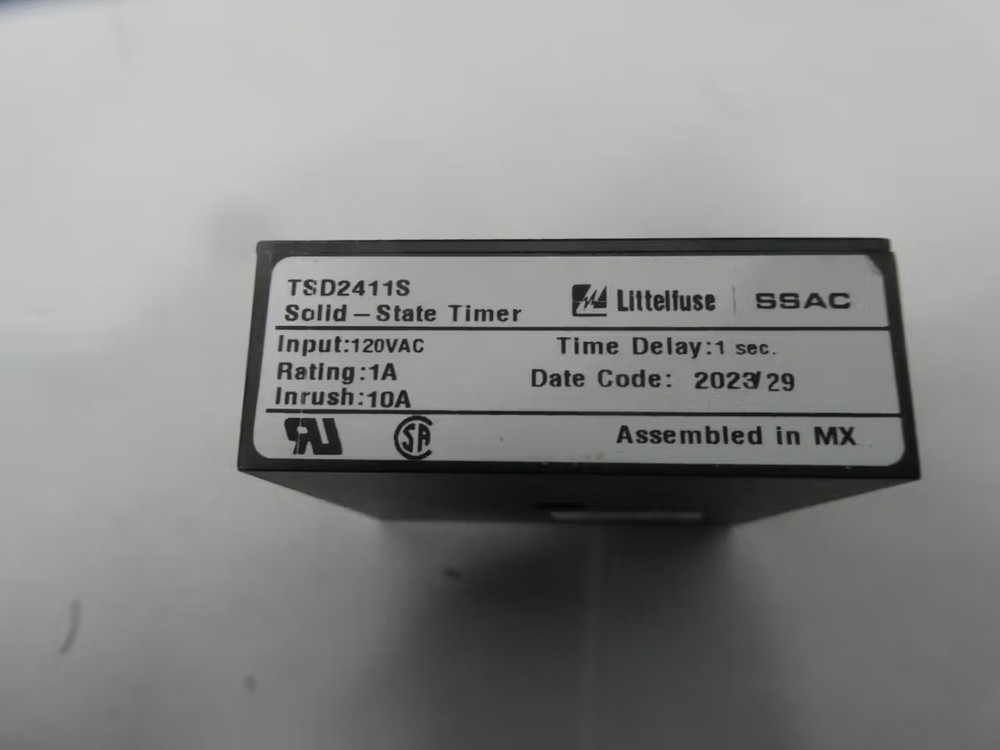 TSD2411S
Solid-State Timer
Littelfuse | SSAC
Input:120VAC
Rating:1A
Inrush:10A
Time Delay:1 sec.
Date Code: 2023/29
Assembled in MX